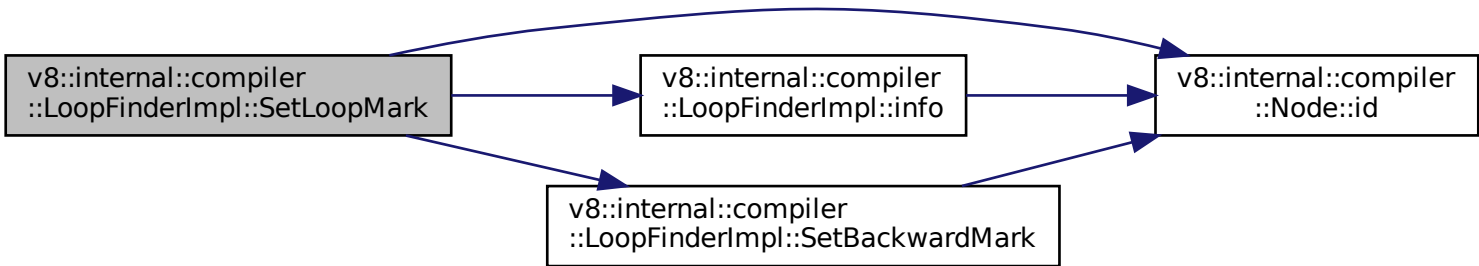 v8::internal::compiler
::LoopFinderImpl::SetLoopMark
v8::internal::compiler
::LoopFinderImpl::info
v8::internal::compiler
::Node::id
v8::internal::compiler
::LoopFinderImpl::SetBackwardMark